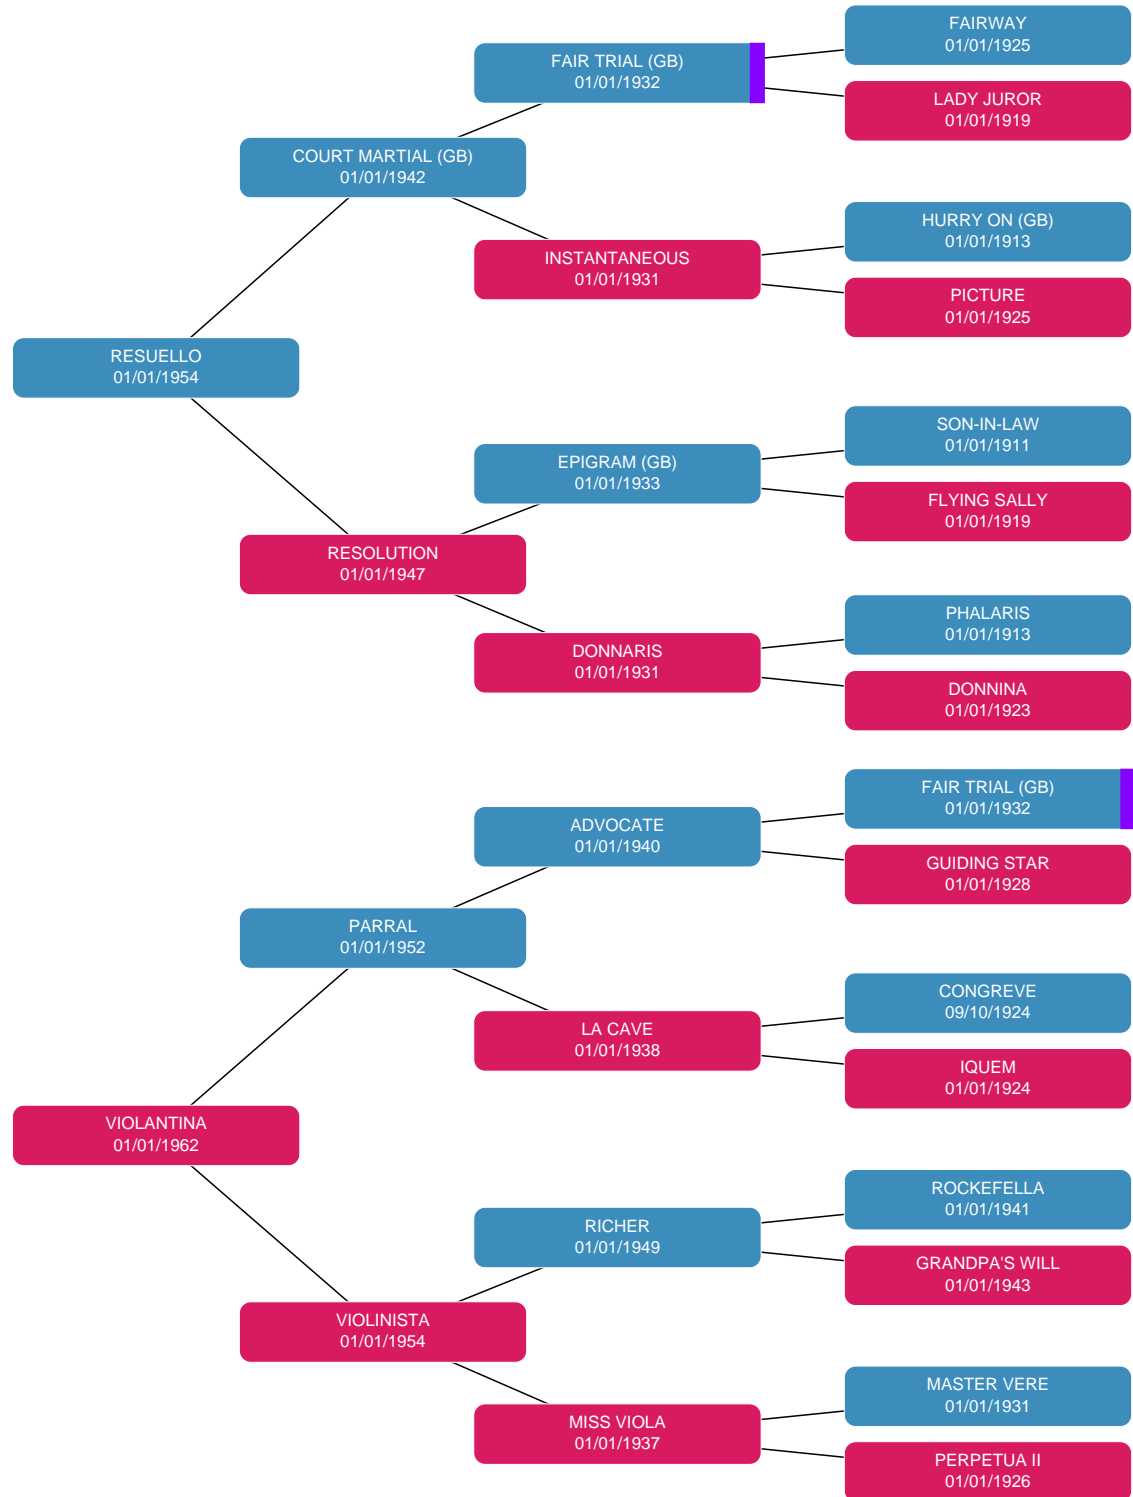 FAIRWAY
01/01/1925
FAIR TRIAL (GB)
01/01/1932
LADY JUROR
01/01/1919
COURT MARTIAL (GB)
01/01/1942
HURRY ON (GB)
01/01/1913
INSTANTANEOUS
01/01/1931
PICTURE
01/01/1925
RESUELLO
01/01/1954
SON-IN-LAW
01/01/1911
EPIGRAM (GB)
01/01/1933
FLYING SALLY
01/01/1919
RESOLUTION
01/01/1947
PHALARIS
01/01/1913
DONNARIS
01/01/1931
DONNINA
01/01/1923
FAIR TRIAL (GB)
01/01/1932
ADVOCATE
01/01/1940
GUIDING STAR
01/01/1928
PARRAL
01/01/1952
CONGREVE
09/10/1924
LA CAVE
01/01/1938
IQUEM
01/01/1924
VIOLANTINA
01/01/1962
ROCKEFELLA
01/01/1941
RICHER
01/01/1949
GRANDPA'S WILL
01/01/1943
VIOLINISTA
01/01/1954
MASTER VERE
01/01/1931
MISS VIOLA
01/01/1937
PERPETUA II
01/01/1926